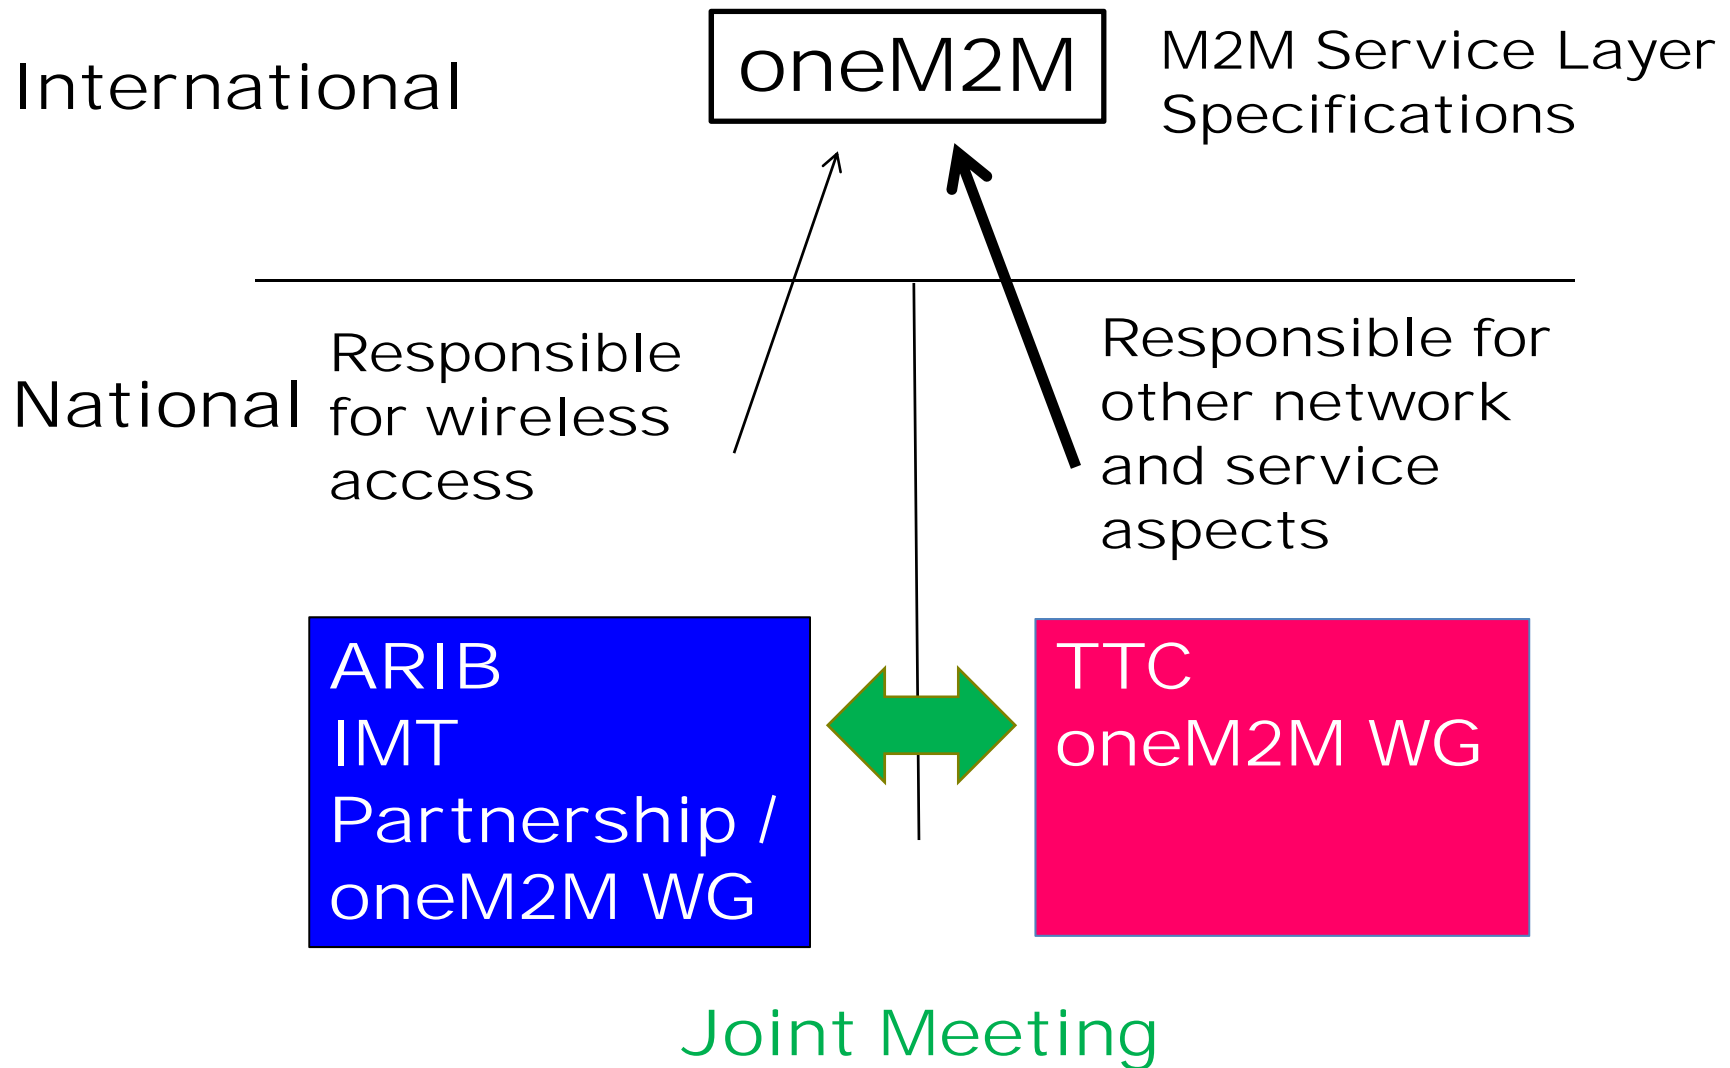 International
oneM2M
M2M Service Layer
Specifications
National
Responsible
for wireless
access
Responsible for
other network
and service
aspects
ARIB
IMT
Partnership /
oneM2M WG
TTC
oneM2M WG
Joint Meeting